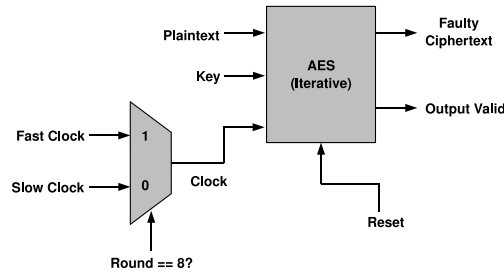 Plaintext
Faulty
Ciphertext
AES
(Iterative)
Key
Output Valid
Fast Clock
1
Slow Clock
0
Clock
Reset
Round == 8?